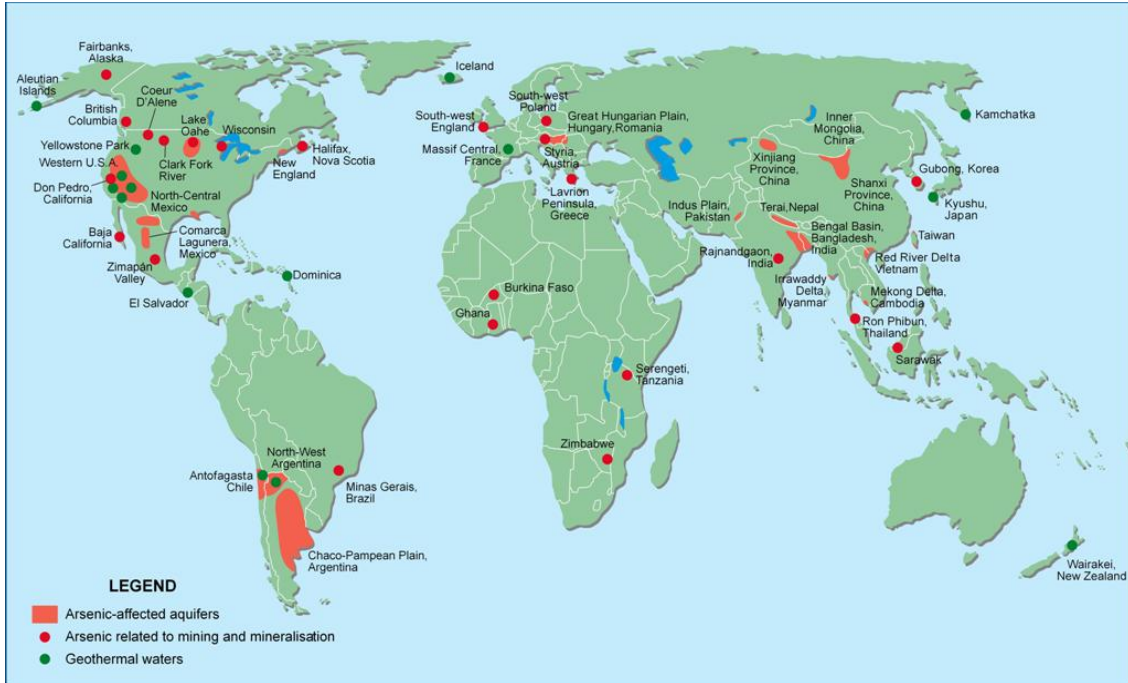 Fairbanks,
Alaska
Aleutian
Islands
Coeur
D'Alene
British
Columbia
Lake
Oahe
Wisconsin
Yellowstone Park
Western U.S.A.
Clark Fork
River
New
England
Halifax,
Nova Scotia
Don Pedro,
California
North-Central
Mexico
Baja
California
Comarca
Lagunera,
Mexico
Zimapán
Valley
El Salvador
Dominica
Iceland
South-west
Poland
South-west
England
Great Hungarian Plain,
Hungary,Romania
Massif Central,
France
Styria,
Austria
Lavrion
Peninsula,
Greece
Inner
Mongolia,
China
Kamchatka
Xinjiang
Province,
China
Shanxi
Province,
China
Gubong, Korea
Kyushu,
Japan
Indus Plain,
Pakistan
Terai,Nepal
Bengal Basin,
Bangladesh,
India
Taiwan
Rajnandgaon,
India
Red River Delta
Vietnam
Irrawaddy
Delta,
Myanmar
Mekong Delta,
Cambodia
Ron Phibun,
Thailand
Sarawak
Burkina Faso
Ghana
Serengeti,
Tanzania
Zimbabwe
North-West
Argentina
Antofagasta
Chile
Minas Gerais,
Brazil
Chaco-Pampean Plain,
Argentina
Wairakei,
New Zealand
LEGEND
Arsenic-affected aquifers
Arsenic related to mining and mineralisation
Geothermal waters